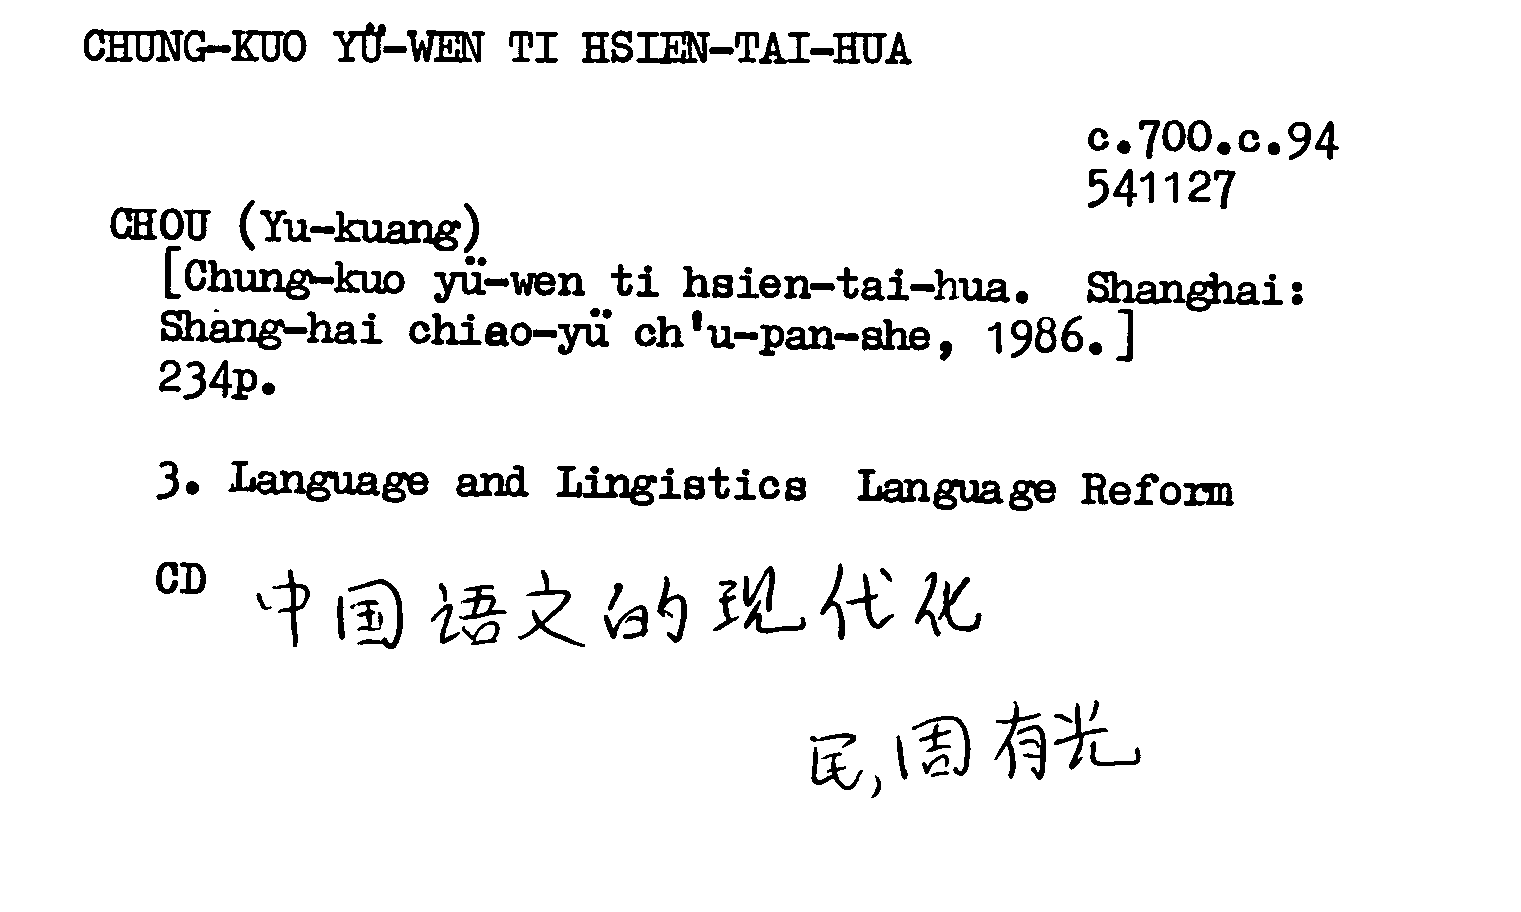 CHUNG-KUO YÜ-WEN TI HSIEN-TAI-HUA
c.700.c.94
541127
CHOU (Yu-kuang)
[Chung-kuo yü-wen ti hsien-tai-hua. Shanghai:
Shang-hai chiao-yü ch'u-pan-she, 1986.]
234p.
3. Language and Lingistics Language Reform
CD 中国语文的现代化
民,周有光